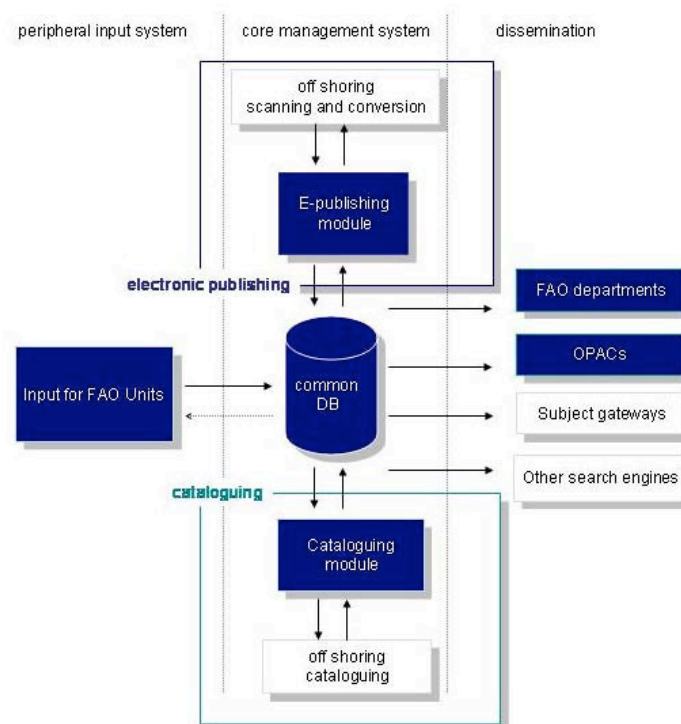 peripheral input system
core management system
dissemination
off shoring
scanning and conversion
E-publishing
module
electronic publishing
FAO departments
OPACs
Input for FAO Units
common
DB
Subject gateways
Other search engines
cataloguing
Cataloguing
module
off shoring
cataloguing